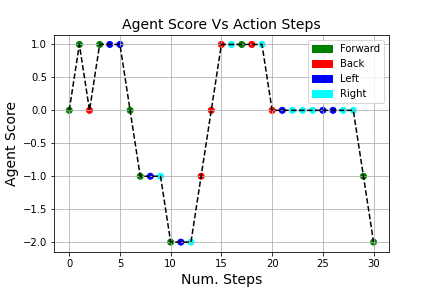 Agent Score Vs Action Steps
Agent Score
1.0
0.5
0.0
−0.5
−1.0
−1.5
−2.0
Forward
Back
Left
Right
0 5 10 15 20 25 30
Num. Steps